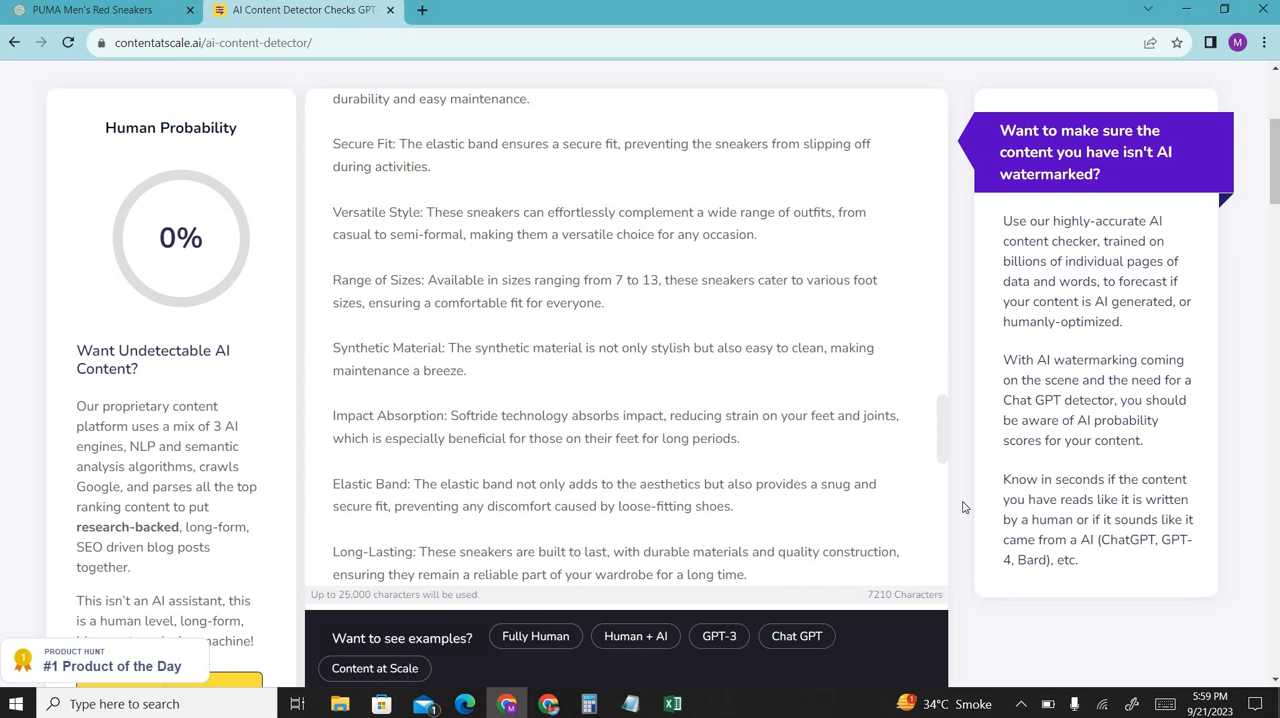 PUMA Men's Red Sneakers
AI Content Detector Checks GPT-
contentatscale.ai/ai-content-detector/
M
Human Probability
0%
Want Undetectable AI
Content?
Our proprietary content
platform uses a mix of 3 AI
engines, NLP and semantic
analysis algorithms, crawls
Google, and parses all the top
ranking content to put
research-backed, long-form,
SEO driven blog posts
together.
This isn't an AI assistant, this
is a human level, long-form,
machine!
PRODUCT HUNT
#1 Product of the Day
durability and easy maintenance.
Secure Fit: The elastic band ensures a secure fit, preventing the sneakers from slipping off
during activities.
Versatile Style: These sneakers can effortlessly complement a wide range of outfits, from
casual to semi-formal, making them a versatile choice for any occasion.
Range of Sizes: Available in sizes ranging from 7 to 13, these sneakers cater to various foot
sizes, ensuring a comfortable fit for everyone.
Synthetic Material: The synthetic material is not only stylish but also easy to clean, making
maintenance a breeze.
Impact Absorption: Softride technology absorbs impact, reducing strain on your feet and joints,
which is especially beneficial for those on their feet for long periods.
Elastic Band: The elastic band not only adds to the aesthetics but also provides a snug and
secure fit, preventing any discomfort caused by loose-fitting shoes.
Long-Lasting: These sneakers are built to last, with durable materials and quality construction,
ensuring they remain a reliable part of your wardrobe for a long time.
Up to 25,000 characters will be used. 7210 Characters
Want to see examples? Fully Human Human + AI GPT-3 Chat GPT
Content at Scale
Want to make sure the
content you have isn't AI
watermarked?
Use our highly-accurate AI
content checker, trained on
billions of individual pages of
data and words, to forecast if
your content is AI generated, or
humanly-optimized.
With AI watermarking coming
on the scene and the need for a
Chat GPT detector, you should
be aware of AI probability
scores for your content.
Know in seconds if the content
you have reads like it is written
by a human or if it sounds like it
came from a AI (ChatGPT, GPT-
4, Bard), etc.
Type here to search
34°C Smoke
5:59 PM
9/21/2023